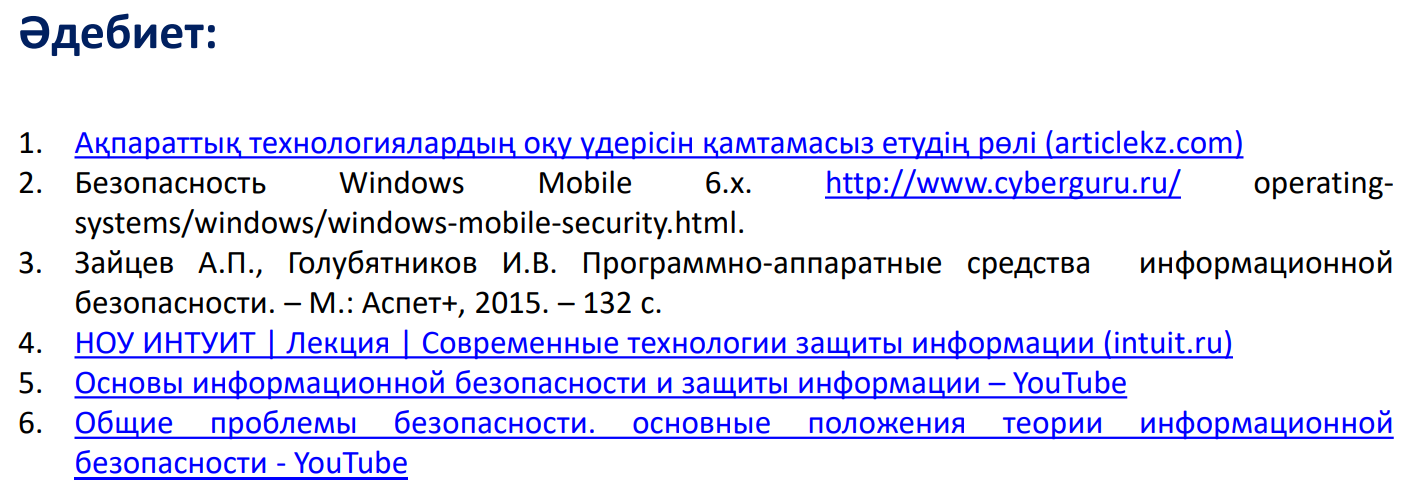 Әдебиет:
1. Ақпараттық технологиялардың оқу үдерісін қамтамасыз етудің рөлі (articlekz.com)
2. Безопасность Windows Mobile 6.x. http://www.cyberguru.ru/ operating-
systems/windows/windows-mobile-security.html.
3. Зайцев А.П., Голубятников И.В. Программно-аппаратные средства информационной
безопасности. – М.: Аспет+, 2015. – 132 с.
4. НОУ ИНТУИТ | Лекция | Современные технологии защиты информации (intuit.ru)
5. Основы информационной безопасности и защиты информации – YouTube
6. Общие проблемы безопасности. основные положения теории информационной
безопасности - YouTube